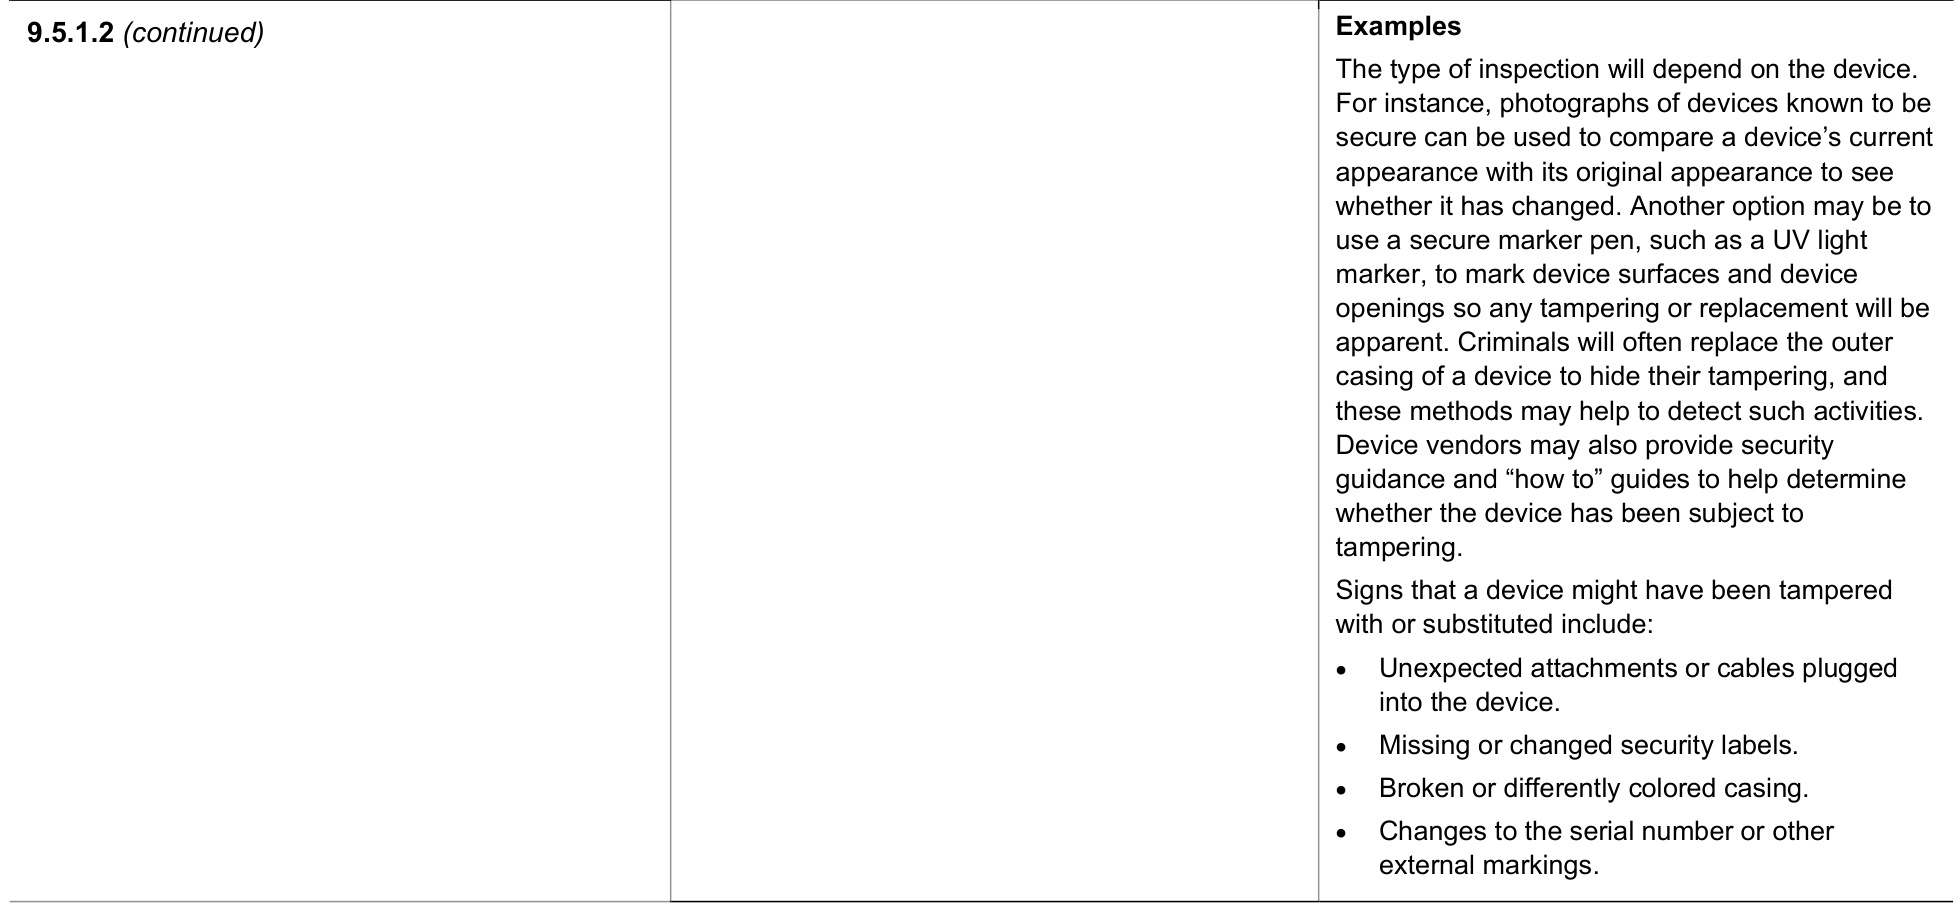 9.5.1.2 (continued)
Examples
The type of inspection will depend on the device.
For instance, photographs of devices known to be
secure can be used to compare a device’s current
appearance with its original appearance to see
whether it has changed. Another option may be to
use a secure marker pen, such as a UV light
marker, to mark device surfaces and device
openings so any tampering or replacement will be
apparent. Criminals will often replace the outer
casing of a device to hide their tampering, and
these methods may help to detect such activities.
Device vendors may also provide security
guidance and “how to” guides to help determine
whether the device has been subject to
tampering.
Signs that a device might have been tampered
with or substituted include:
• Unexpected attachments or cables plugged
into the device.
• Missing or changed security labels.
• Broken or differently colored casing.
• Changes to the serial number or other
external markings.